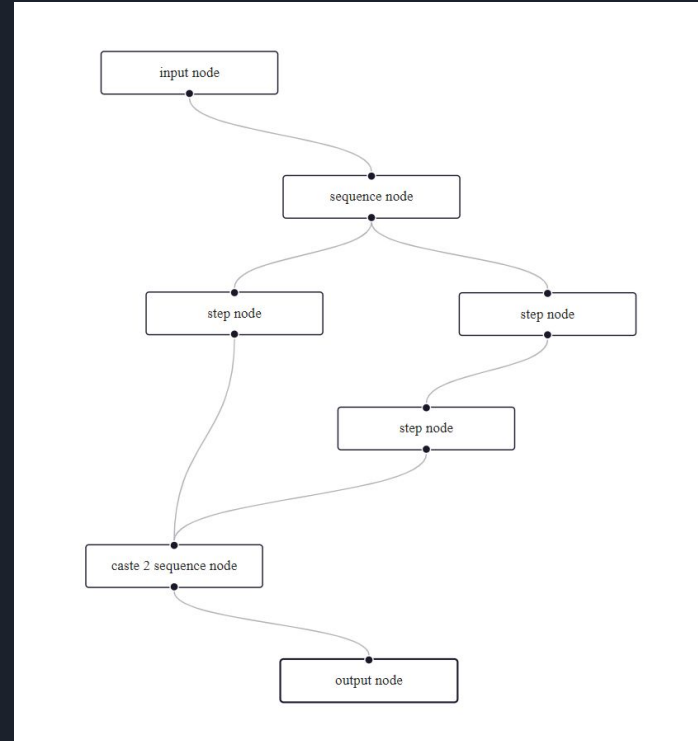 input node
sequence node
step node
step node
step node
caste 2 sequence node
output node